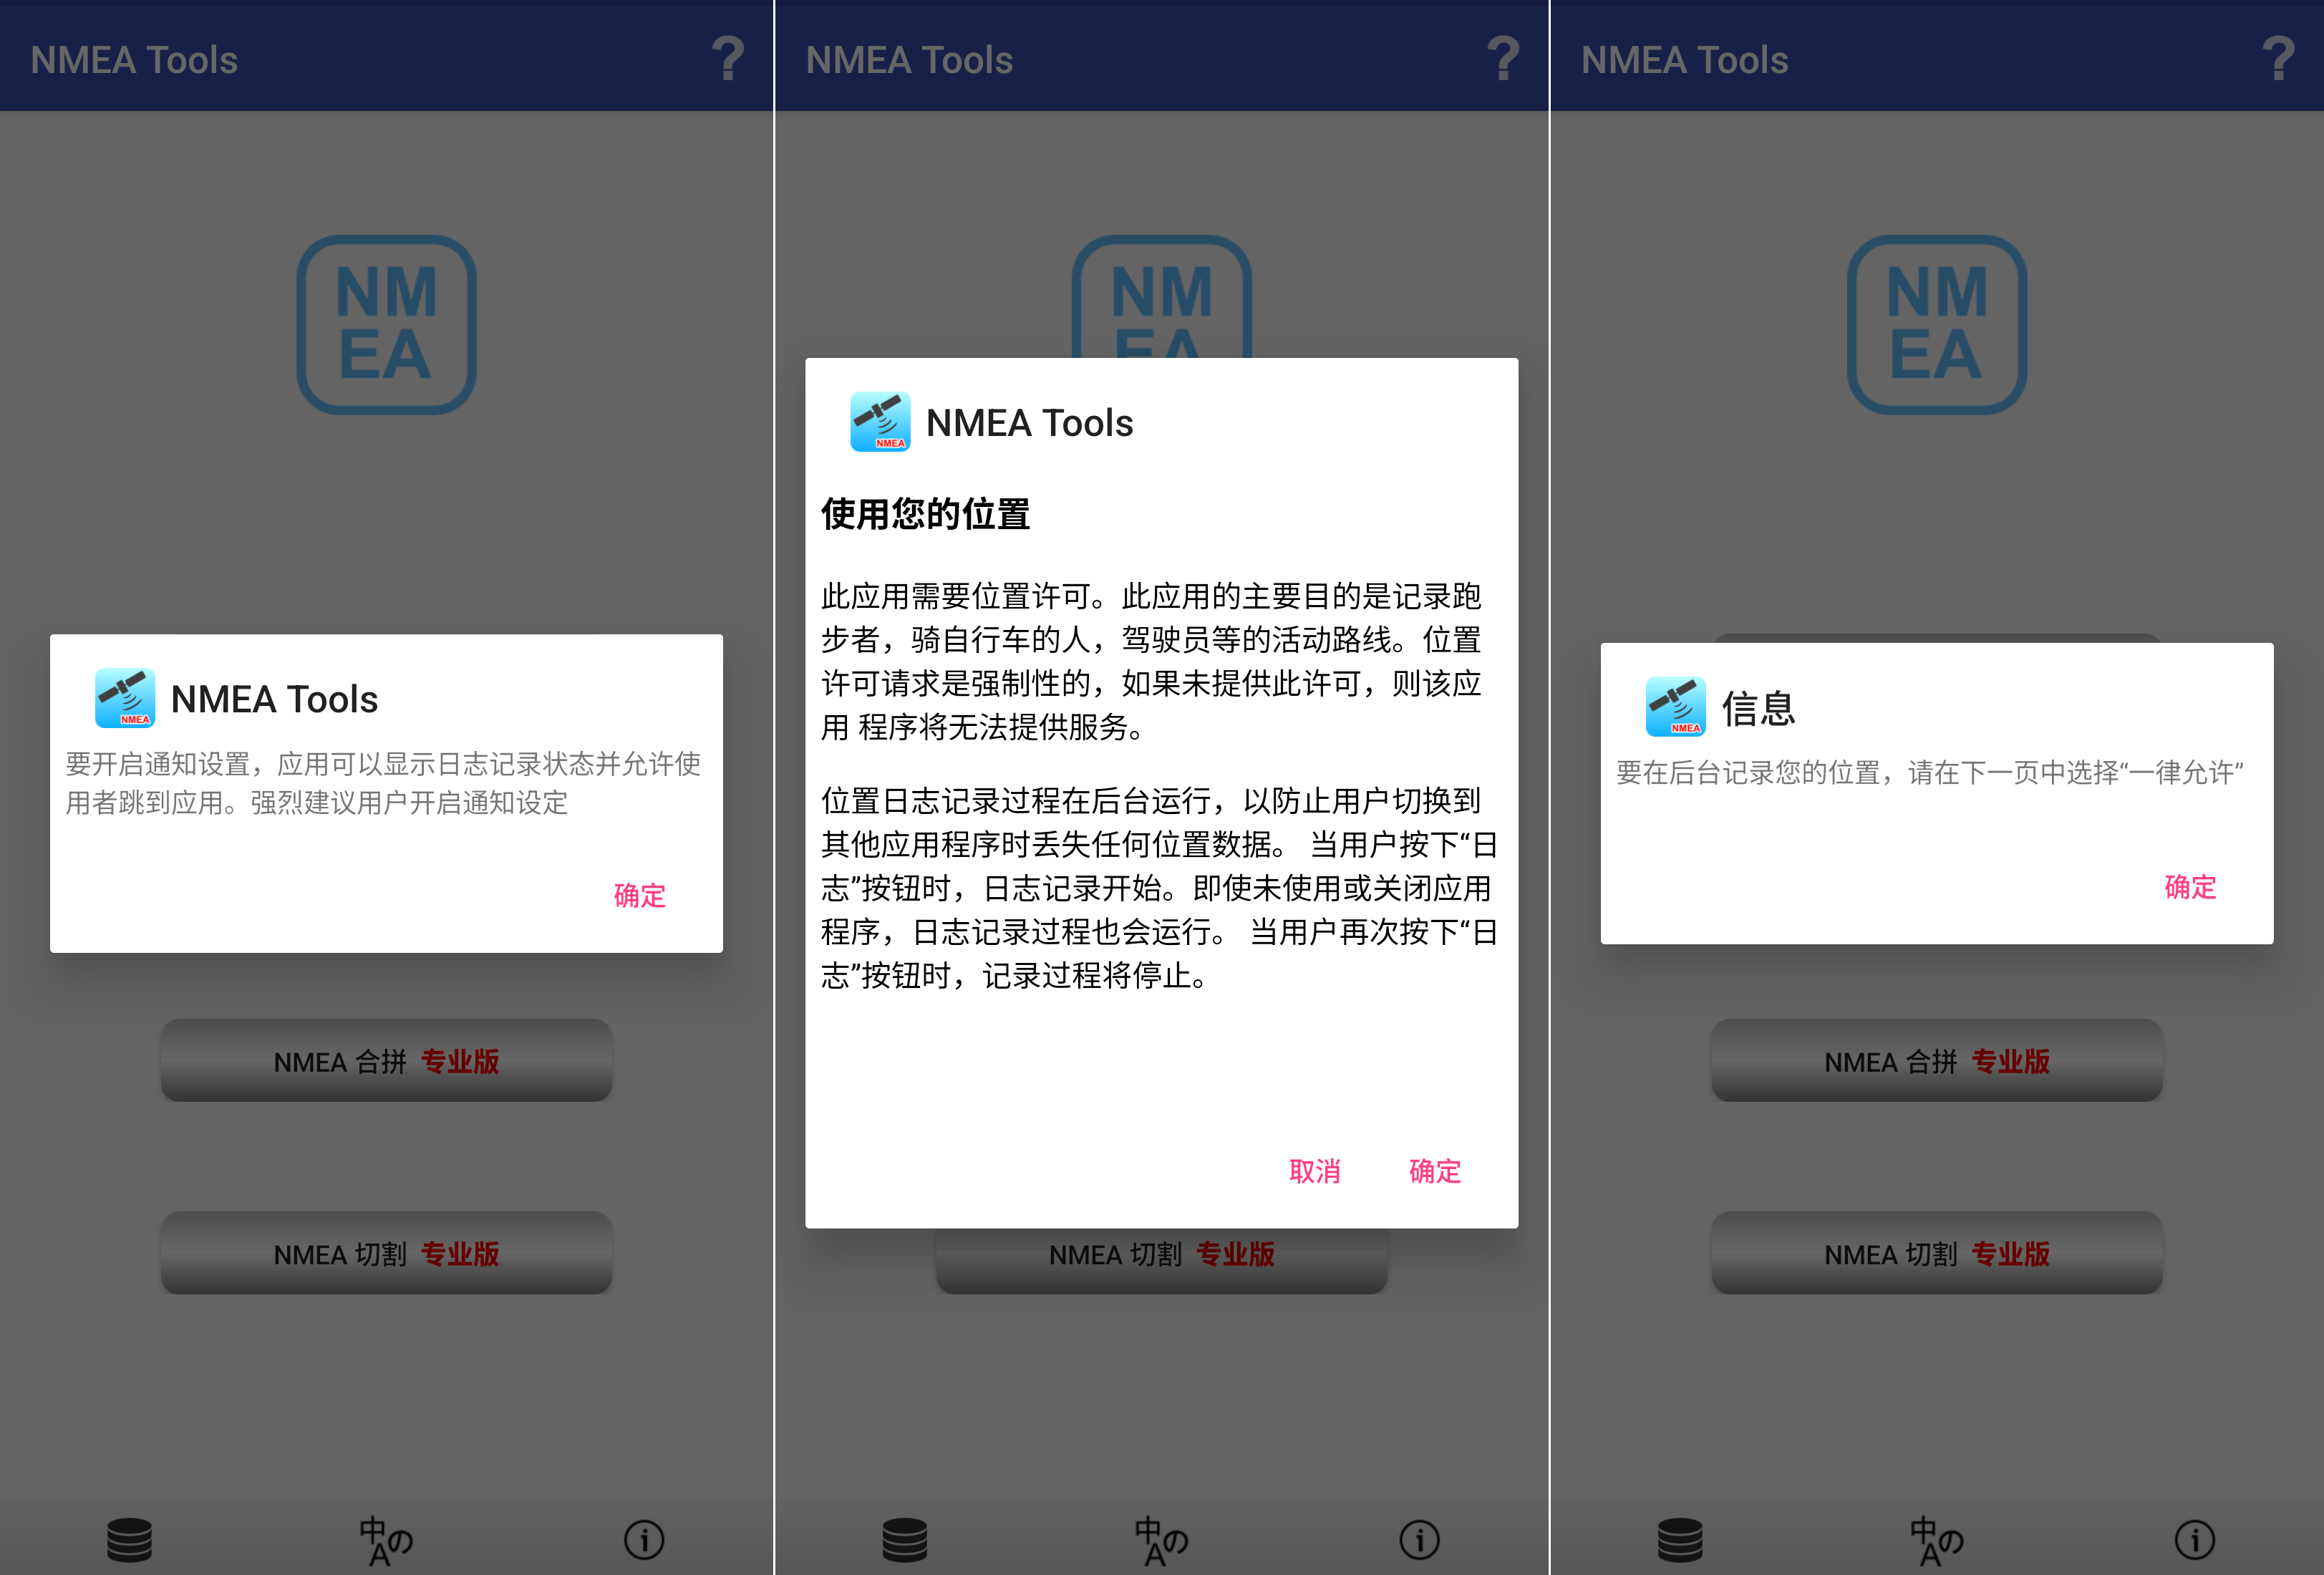 NMEA Tools
?
NM
EA
NMEA
NMEA Tools
要开启通知设置，应用可以显示日志记录状态并允许使
用者跳到应用。强烈建议用户开启通知设定
确定
NMEA 合拼 专业版
NMEA 切割 专业版
中
Aの
i
NMEA Tools
?
NM
EA
NMEA
NMEA Tools
使用您的位置
此应用需要位置许可。此应用的主要目的是记录跑
步者，骑自行车的人，驾驶员等的活动路线。位置
许可请求是强制性的，如果未提供此许可，则该应
用 程序将无法提供服务。
位置日志记录过程在后台运行，以防止用户切换到
其他应用程序时丢失任何位置数据。 当用户按下“日
志”按钮时，日志记录开始。即使未使用或关闭应用
程序，日志记录过程也会运行。 当用户再次按下“日
志”按钮时，记录过程将停止。
取消 确定
NMEA 切割 专业版
中
Aの
i
NMEA Tools
?
NM
EA
NMEA
信息
要在后台记录您的位置，请在下一页中选择“一律允许”
确定
NMEA 合拼 专业版
NMEA 切割 专业版
中
Aの
i